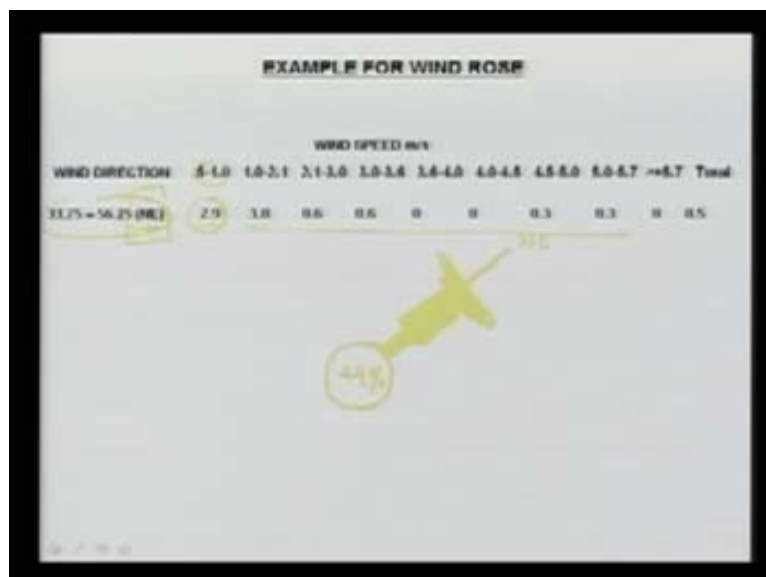 EXAMPLE FOR WIND ROSE
WIND SPEED m/s
WIND DIRECTION .5-1.0 1.0-2.1 2.1-3.0 3.0-3.6 3.6-4.0 4.0-4.5 4.5-5.0 5.0-5.7 >=5.7 Total
33.75 - 56.25 (NE) 2.9 3.8 0.6 0.6 0 0 0.3 0.3 0 8.5
NE